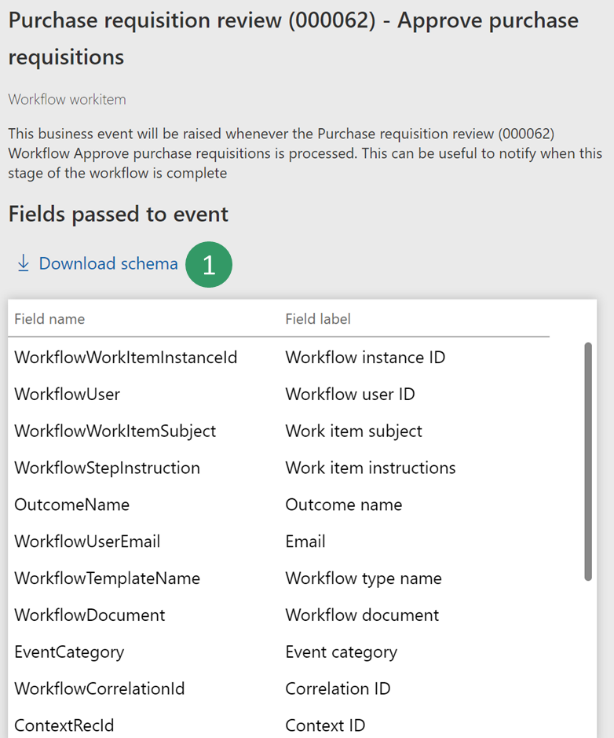 Purchase requisition review (000062) - Approve purchase
requisitions
Workflow workitem
This business event will be raised whenever the Purchase requisition review (000062)
Workflow Approve purchase requisitions is processed. This can be useful to notify when this
stage of the workflow is complete
Fields passed to event
Download schema 1
Field name Field label
WorkflowWorkItemInstanceId Workflow instance ID
WorkflowUser Workflow user ID
WorkflowWorkItemSubject Work item subject
WorkflowStepInstruction Work item instructions
OutcomeName Outcome name
WorkflowUserEmail Email
WorkflowTemplateName Workflow type name
WorkflowDocument Workflow document
EventCategory Event category
WorkflowCorrelationId Correlation ID
ContextRecId Context ID